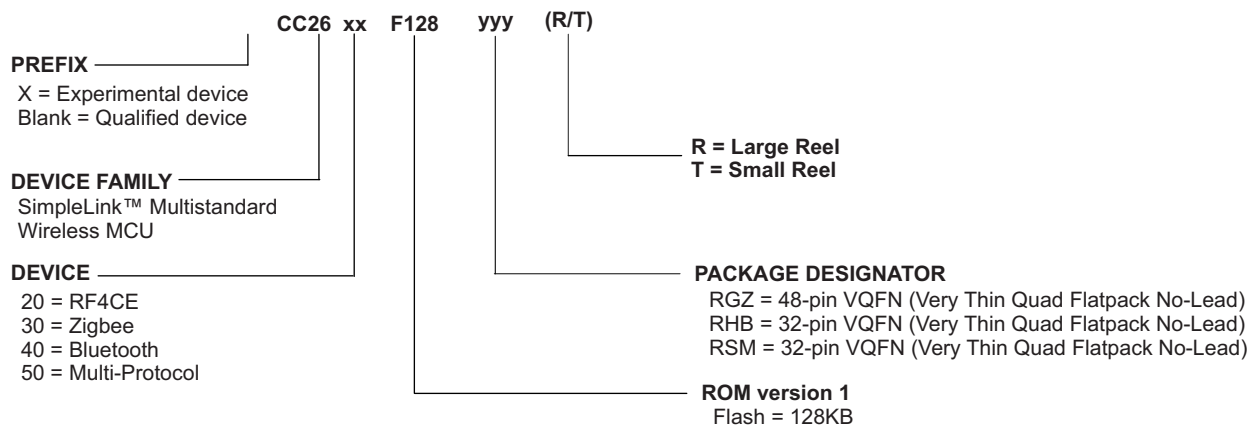 CC26 xx F128 yyy (R/T)
PREFIX
X = Experimental device
Blank = Qualified device
R = Large Reel
T = Small Reel
DEVICE FAMILY
SimpleLink™ Multistandard
Wireless MCU
DEVICE
20 = RF4CE
30 = Zigbee
40 = Bluetooth
50 = Multi-Protocol
PACKAGE DESIGNATOR
RGZ = 48-pin VQFN (Very Thin Quad Flatpack No-Lead)
RHB = 32-pin VQFN (Very Thin Quad Flatpack No-Lead)
RSM = 32-pin VQFN (Very Thin Quad Flatpack No-Lead)
ROM version 1
Flash = 128KB